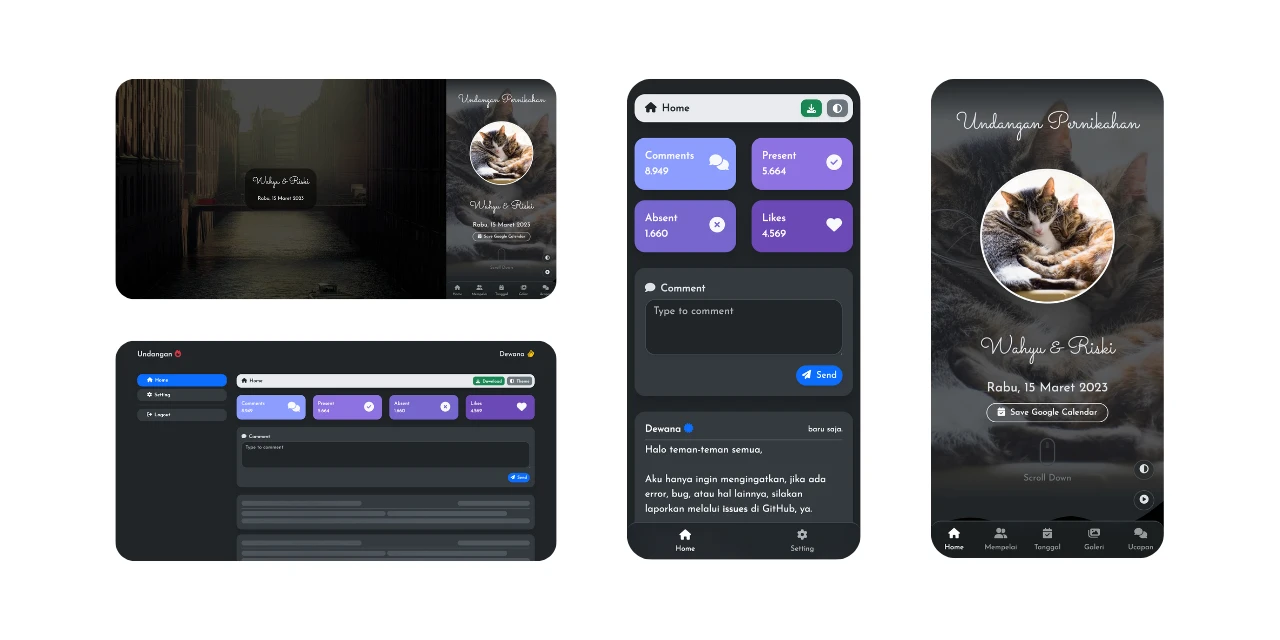 Undangan Pernikahan
Wahyu & Riski
Rabu, 15 Maret 2023
Wahyu & Riski
Rabu, 15 Maret 2023
Save Google Calendar
Scroll Down
Home Mempelai Tanggal Galeri
Undangan
Dewana 👋
Home
Setting
Logout
Home
Download
Theme
Comments
8.949
Present
5.664
Absent
1.660
Likes
4.569
Comment
Type to comment
Send
Home
Comments
8.949
Present
5.664
Absent
1.660
Likes
4.569
Comment
Type to comment
Send
Dewana
baru saja.
Halo teman-teman semua,
Aku hanya ingin mengingatkan, jika ada
error, bug, atau hal lainnya, silakan
laporkan melalui issues di GitHub, ya.
Home Setting
Undangan Pernikahan
Wahyu & Riski
Rabu, 15 Maret 2023
Save Google Calendar
Scroll Down
Home Mempelai Tanggal Galeri Ucapan